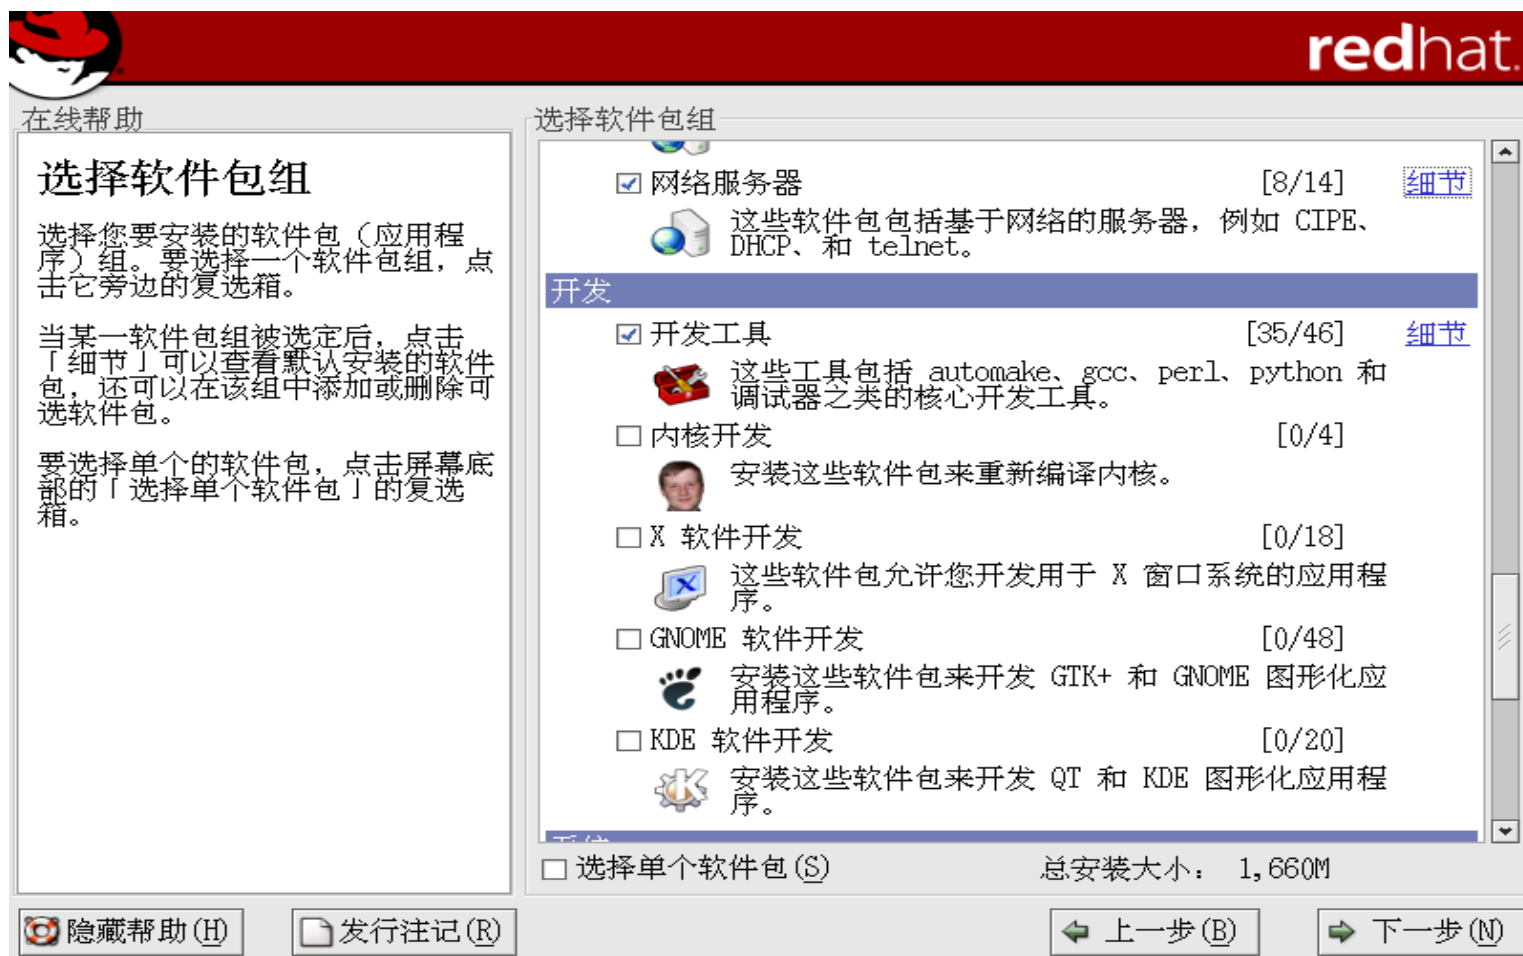 redhat.
在线帮助
选择软件包组
选择您要安装的软件包（应用程
序）组。要选择一个软件包组，点
击它旁边的复选箱。
当某一软件包组被选定后，点击
「细节」可以查看默认安装的软件
包，还可以在该组中添加或删除可
选软件包。
要选择单个的软件包，点击屏幕底
部的「选择单个软件包」的复选
箱。
选择软件包组
网络服务器 [8/14] 细节
这些软件包包括基于网络的服务器，例如 CIPE、
DHCP、和 telnet。
开发
开发工具 [35/46] 细节
这些工具包括 automake、gcc、perl、python 和
调试器之类的核心开发工具。
内核开发 [0/4]
安装这些软件包来重新编译内核。
X 软件开发 [0/18]
这些软件包允许您开发用于 X 窗口系统的应用程
序。
GNOME 软件开发 [0/48]
安装这些软件包来开发 GTK+ 和 GNOME 图形化应
用程序。
KDE 软件开发 [0/20]
安装这些软件包来开发 QT 和 KDE 图形化应用程
序。
选择单个软件包(S) 总安装大小： 1,660M
隐藏帮助(H) 发行注记(R) 上一步(B) 下一步(N)